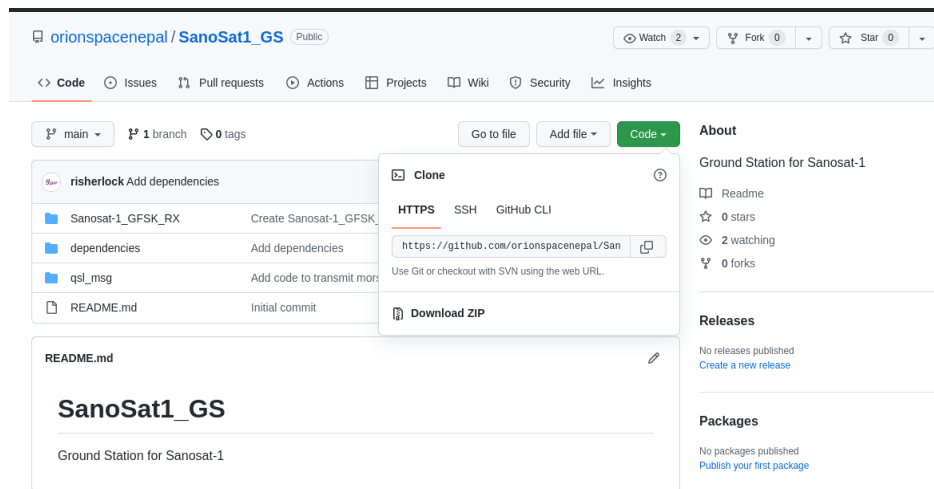 orionspacenepal / SanoSat1_GS Public
Watch 2 Fork 0 Star 0
<> Code Issues Pull requests Actions Projects Wiki Security Insights
main 1 branch 0 tags Go to file Add file Code
risherlock Add dependencies
Sanosat-1_GFSK_RX Create Sanosat-1_GFSK_
dependencies Add dependencies
qsl_msg Add code to transmit mors
README.md Initial commit
Clone
HTTPS SSH GitHub CLI
https://github.com/orionspacenepal/San
Use Git or checkout with SVN using the web URL.
Download ZIP
README.md
SanoSat1_GS
Ground Station for Sanosat-1
About
Ground Station for Sanosat-1
Readme
0 stars
2 watching
0 forks
Releases
No releases published
Create a new release
Packages
No packages published
Publish your first package